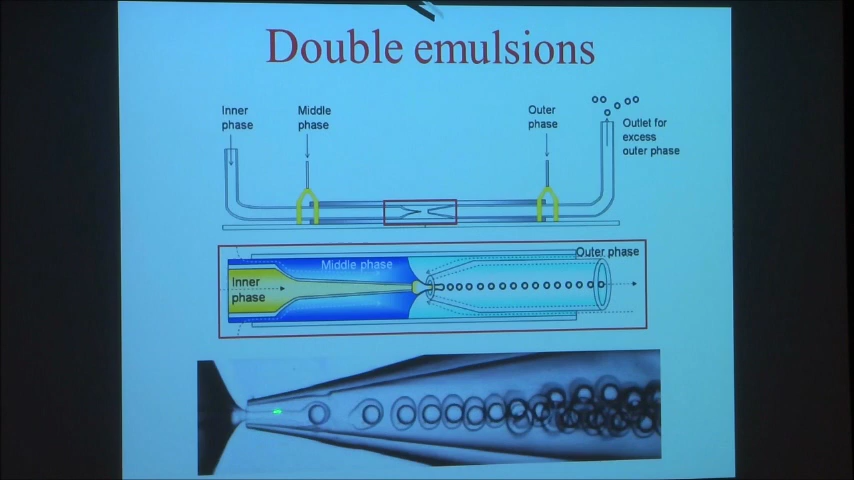 Double emulsions
Inner
phase
Middle
phase
Outer
phase
Outlet for
excess
outer phase
Middle phase
Outer phase
Inner
phase